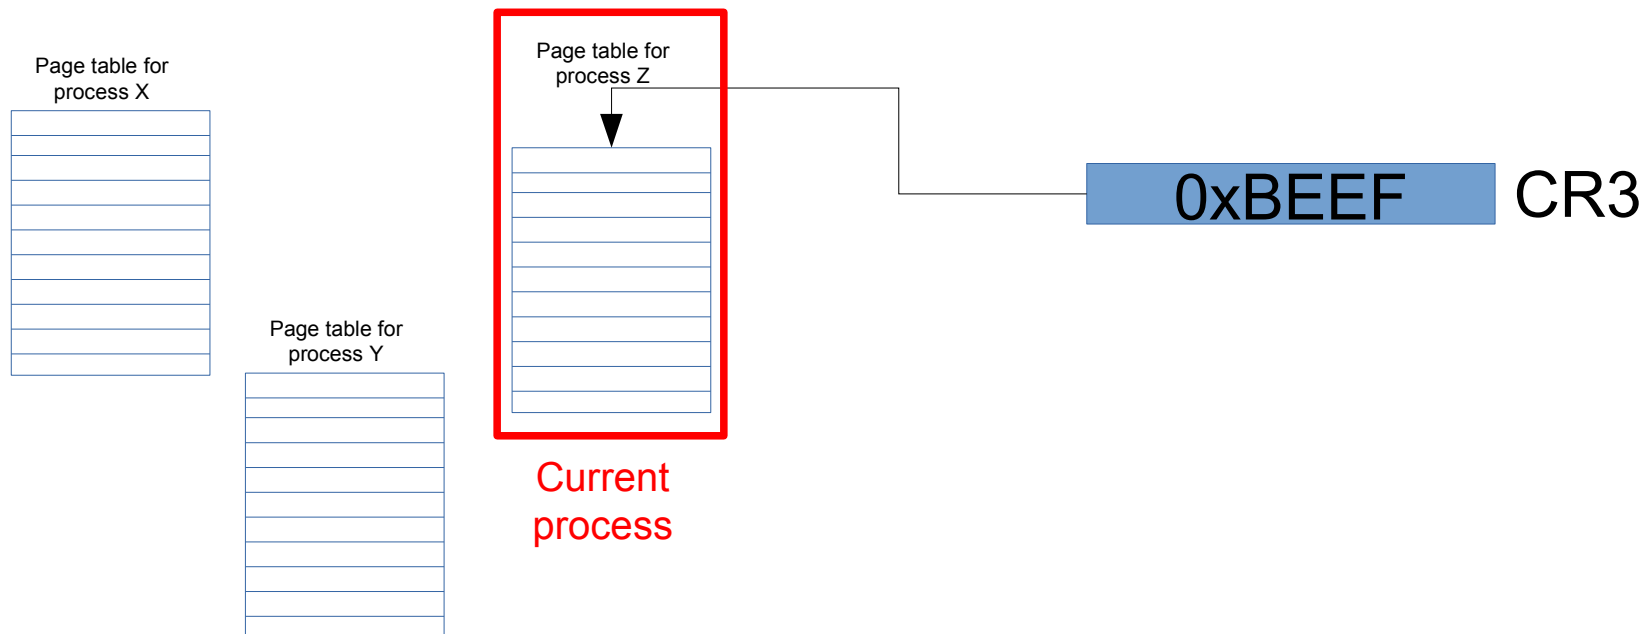 Page table for
process X
Page table for
process Y
Page table for
process Z
Current
process
0xBEEF
CR3